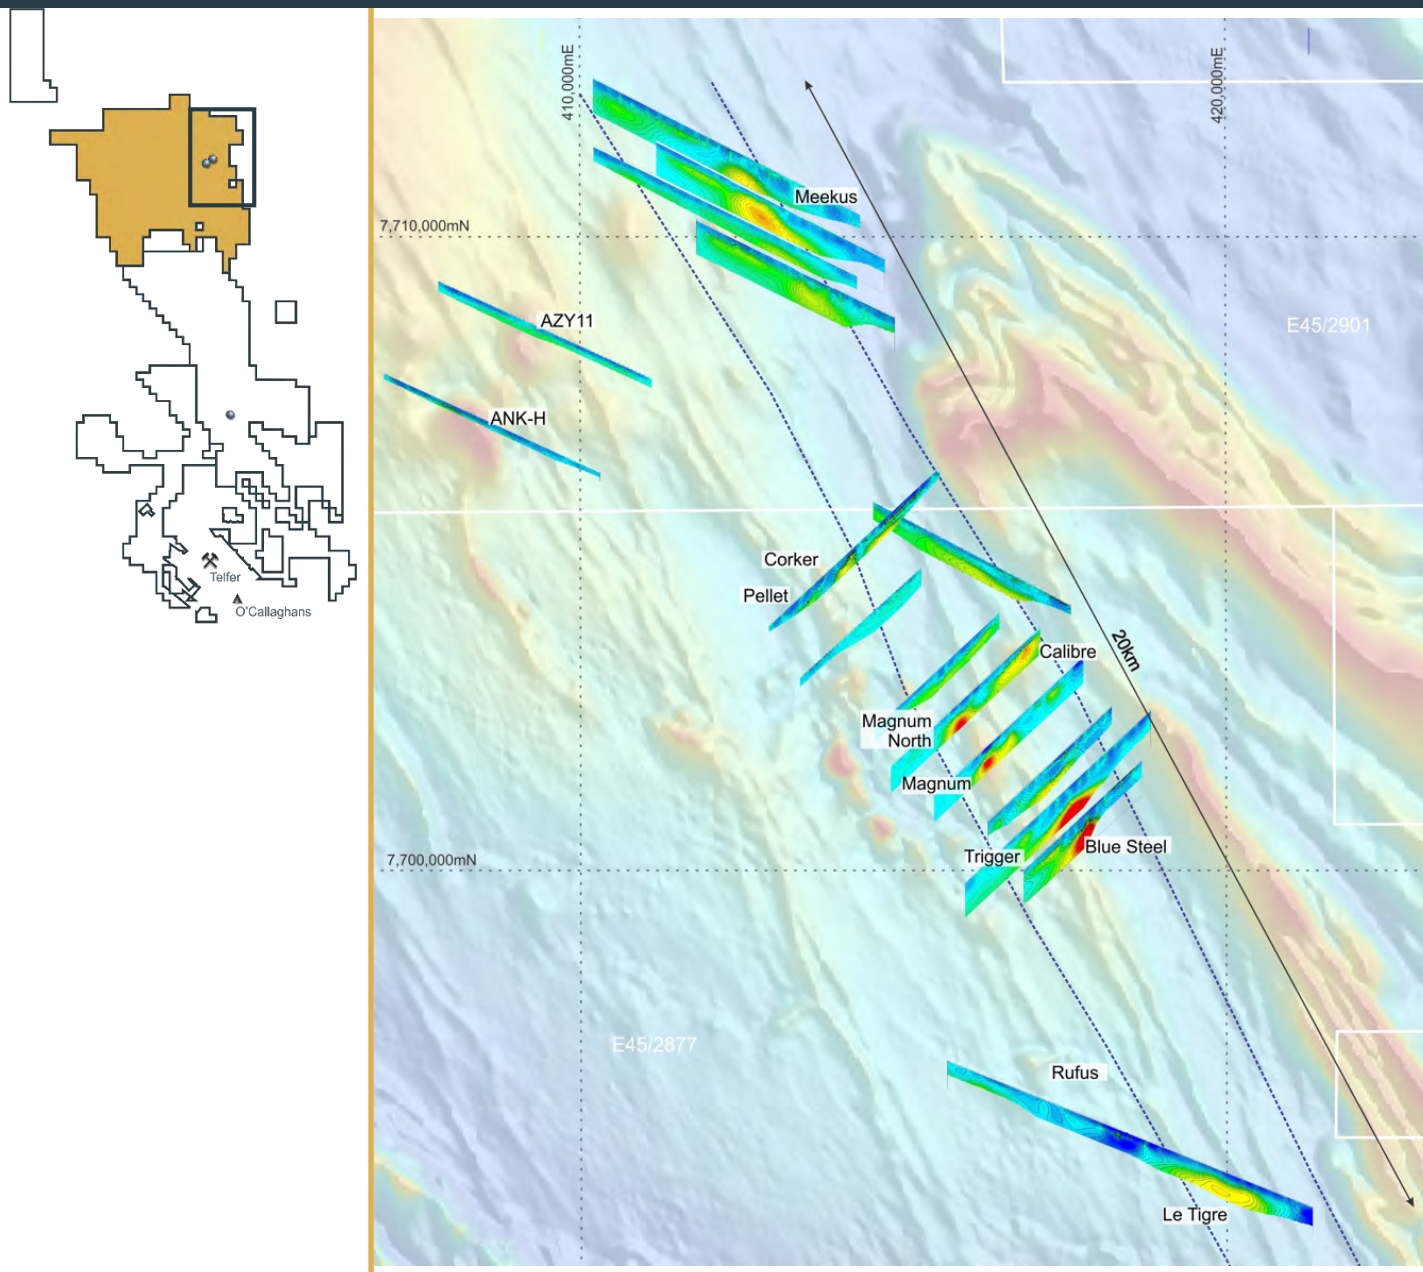 410,000mE
420,000mE
Meekus
7,710,000mN
AZY11
E45/2901
ANK-H
Corker
Pellet
Telfer
O'Callaghans
20km
Calibre
Magnum
North
Magnum
Trigger
Blue Steel
7,700,000mN
E45/2877
Rufus
Le Tigre